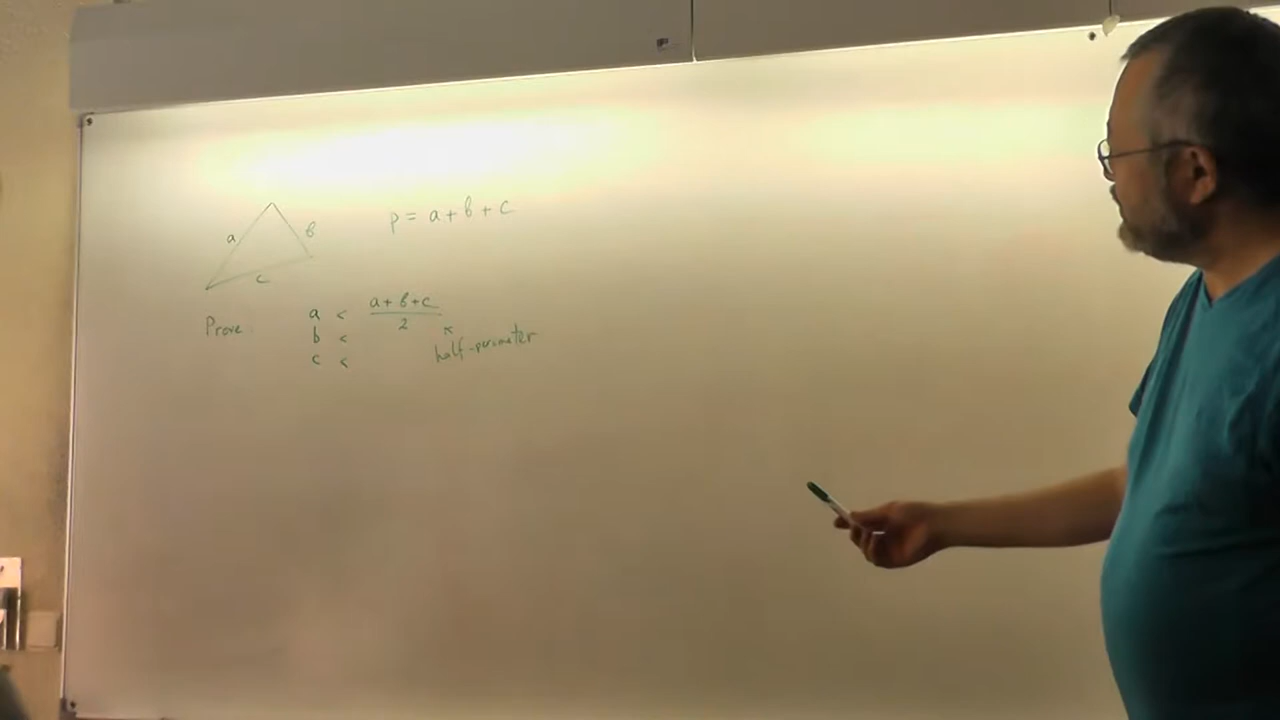 a
b
c
p = a + b + c
Prove: a < (a + b + c)/2
b <
c <
half-perimeter